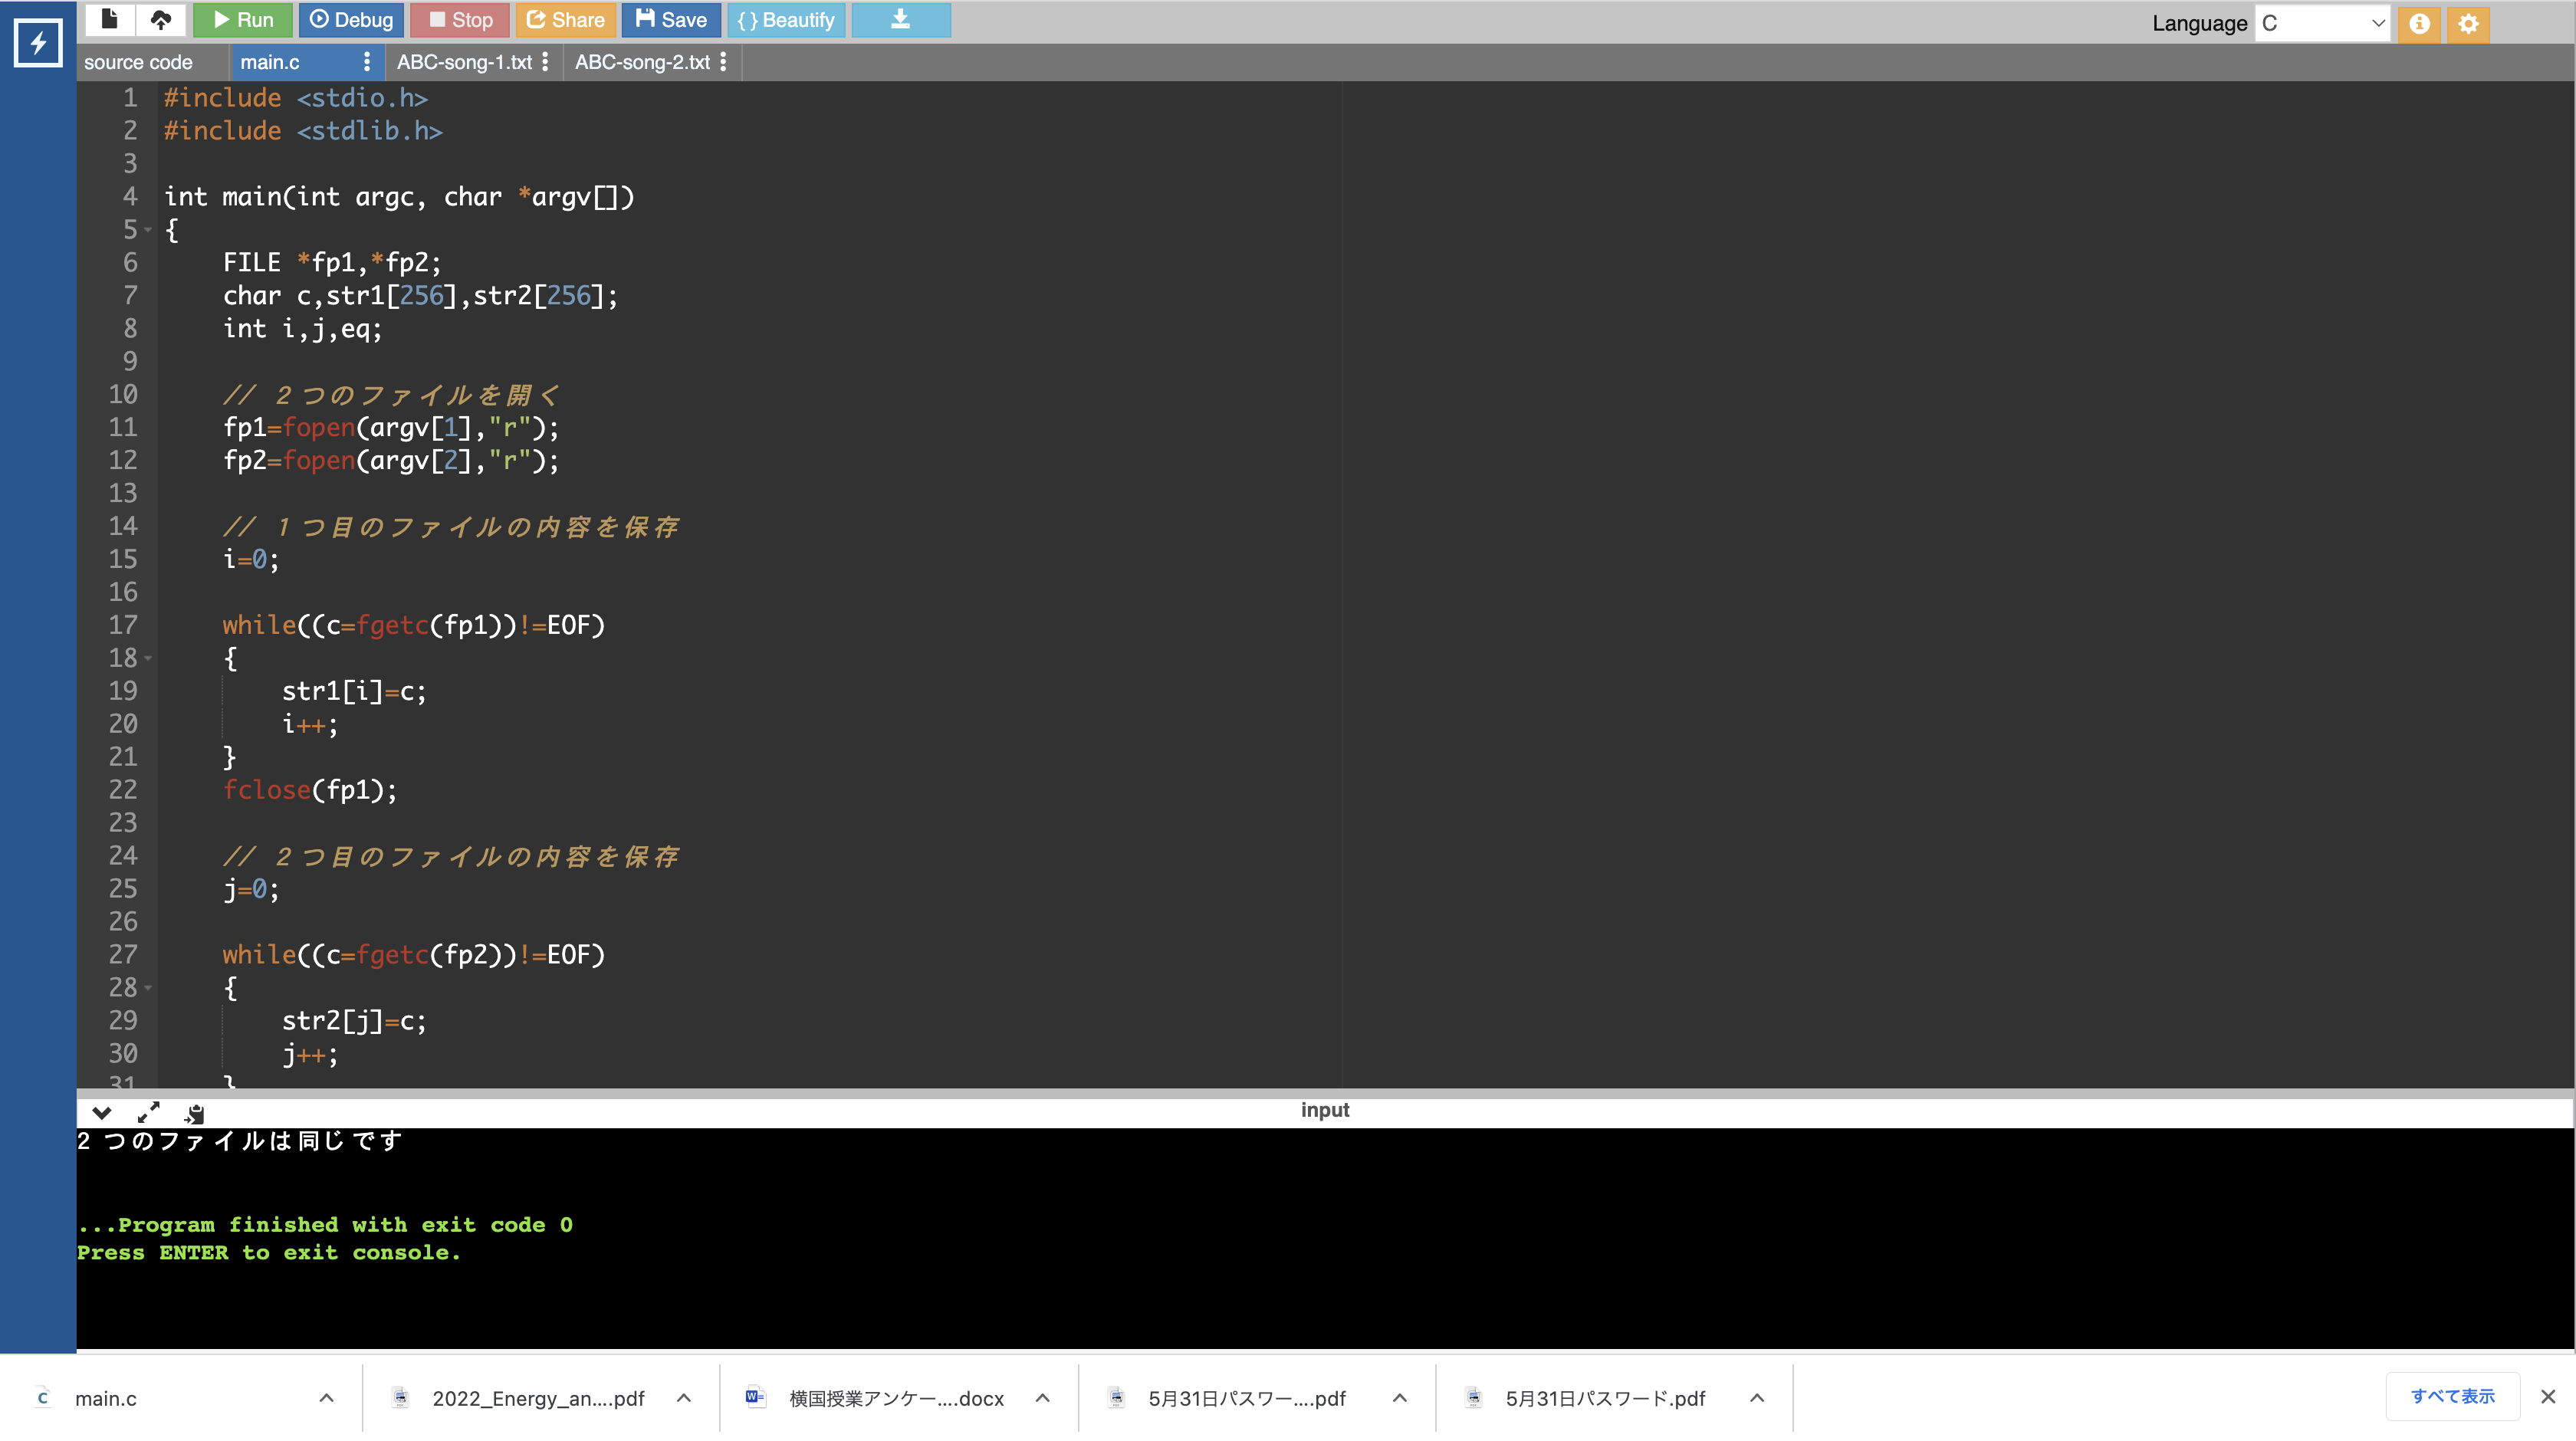 Run Debug Stop Share Save { } Beautify Language C
source code main.c ABC-song-1.txt ABC-song-2.txt
1 #include <stdio.h>
2 #include <stdlib.h>
3
4 int main(int argc, char *argv[])
5 {
6 FILE *fp1,*fp2;
7 char c,str1[256],str2[256];
8 int i,j,eq;
9
10 // 2つのファイルを開く
11 fp1=fopen(argv[1],"r");
12 fp2=fopen(argv[2],"r");
13
14 // 1つ目のファイルの内容を保存
15 i=0;
16
17 while((c=fgetc(fp1))!=EOF)
18 {
19 str1[i]=c;
20 i++;
21 }
22 fclose(fp1);
23
24 // 2つ目のファイルの内容を保存
25 j=0;
26
27 while((c=fgetc(fp2))!=EOF)
28 {
29 str2[j]=c;
30 j++;
31 }
input
2つのファイルは同じです
...Program finished with exit code 0
Press ENTER to exit console.
main.c 2022_Energy_an....pdf 横国授業アンケー....docx 5月31日パスワー....pdf 5月31日パスワード.pdf すべて表示